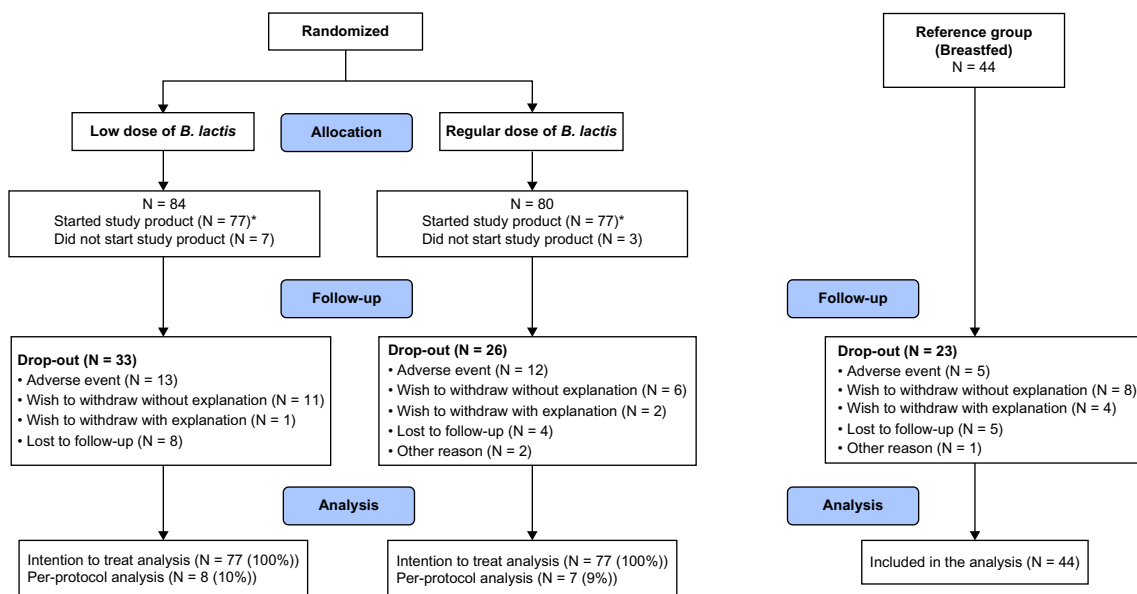 Randomized
Low dose of B. lactis
Allocation
Regular dose of B. lactis
N = 84
Started study product (N = 77)*
Did not start study product (N = 7)
N = 80
Started study product (N = 77)*
Did not start study product (N = 3)
Follow-up
Drop-out (N = 33)
• Adverse event (N = 13)
• Wish to withdraw without explanation (N = 11)
• Wish to withdraw with explanation (N = 1)
• Lost to follow-up (N = 8)
Drop-out (N = 26)
• Adverse event (N = 12)
• Wish to withdraw without explanation (N = 6)
• Wish to withdraw with explanation (N = 2)
• Lost to follow-up (N = 4)
• Other reason (N = 2)
Analysis
Intention to treat analysis (N = 77 (100%))
Per-protocol analysis (N = 8 (10%))
Intention to treat analysis (N = 77 (100%))
Per-protocol analysis (N = 7 (9%))
Reference group
(Breastfed)
N = 44
Follow-up
Drop-out (N = 23)
• Adverse event (N = 5)
• Wish to withdraw without explanation (N = 8)
• Wish to withdraw with explanation (N = 4)
• Lost to follow-up (N = 5)
• Other reason (N = 1)
Analysis
Included in the analysis (N = 44)